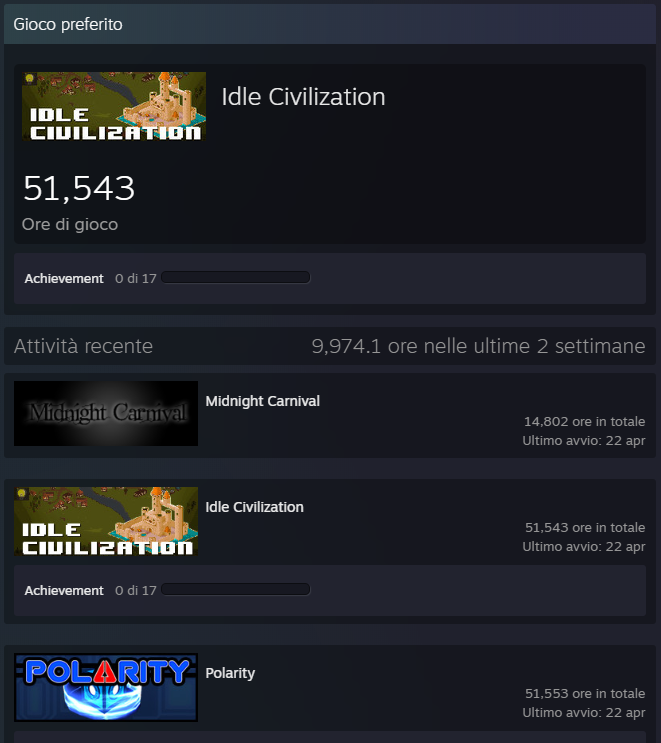 Gioco preferito
IDLE
CIVILIZATION
Idle Civilization
51,543
Ore di gioco
Achievement 0 di 17
Attività recente 9,974.1 ore nelle ultime 2 settimane
Midnight Carnival
Midnight Carnival
14,802 ore in totale
Ultimo avvio: 22 apr
IDLE
CIVILIZATION
Idle Civilization
51,543 ore in totale
Ultimo avvio: 22 apr
Achievement 0 di 17
POLARITY
Polarity
51,553 ore in totale
Ultimo avvio: 22 apr